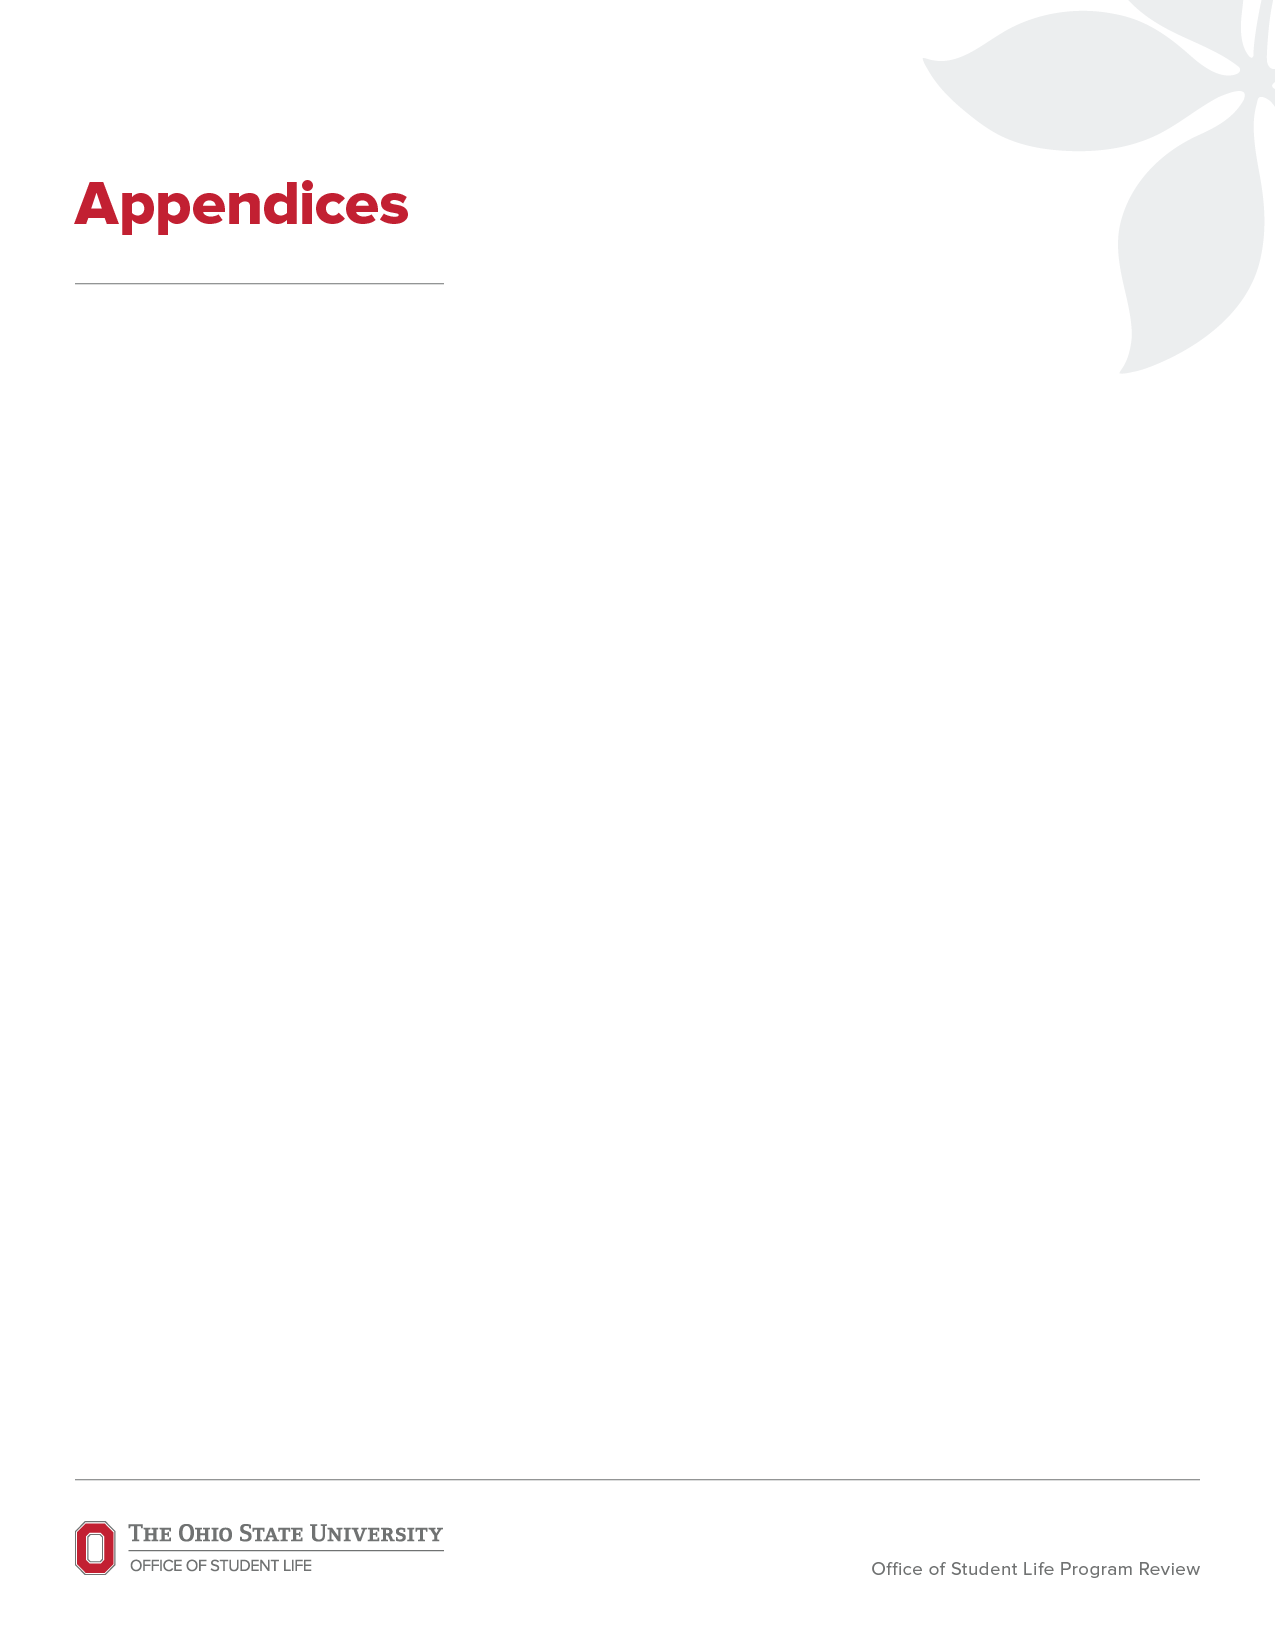 Appendices
THE OHIO STATE UNIVERSITY
OFFICE OF STUDENT LIFE
Office of Student Life Program Review